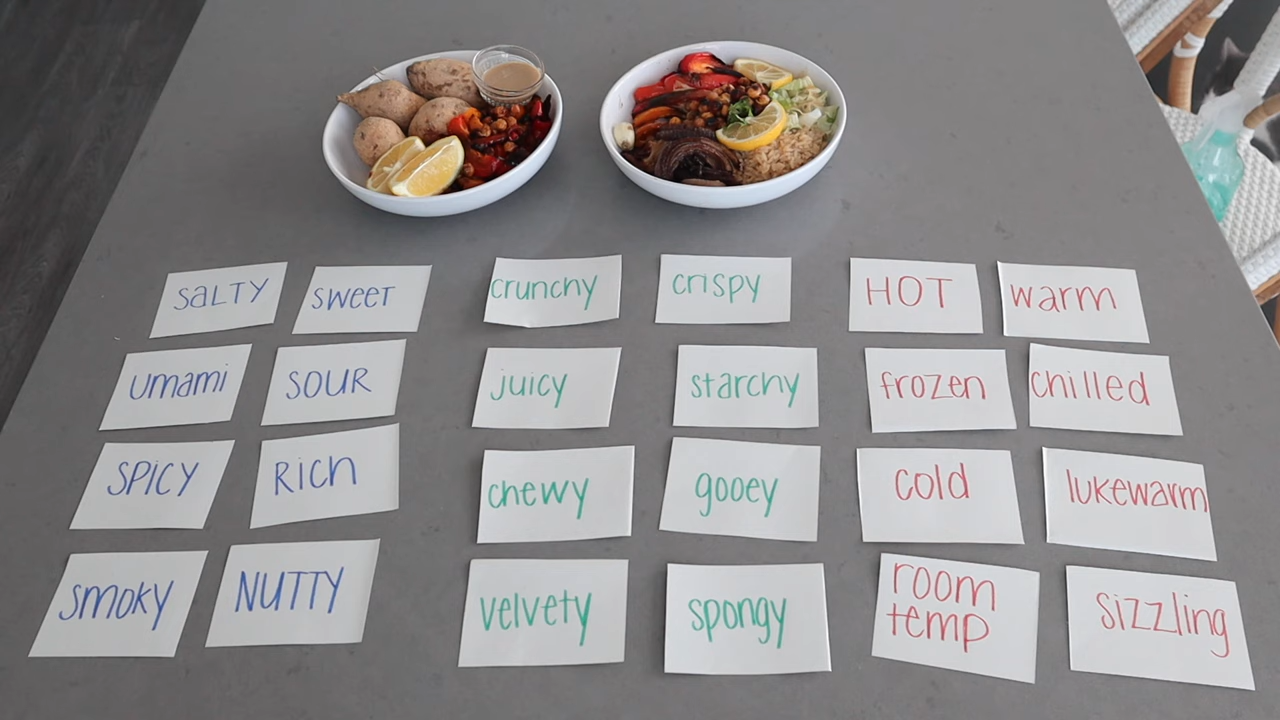 SALTY
SWEET
crunchy
crispy
HOT
warm
umami
SOUR
juicy
starchy
frozen
chilled
SPICY
RICH
chewy
gooey
cold
lukewarm
smoky
NUTTY
velvety
spongy
room
temp
sizzling